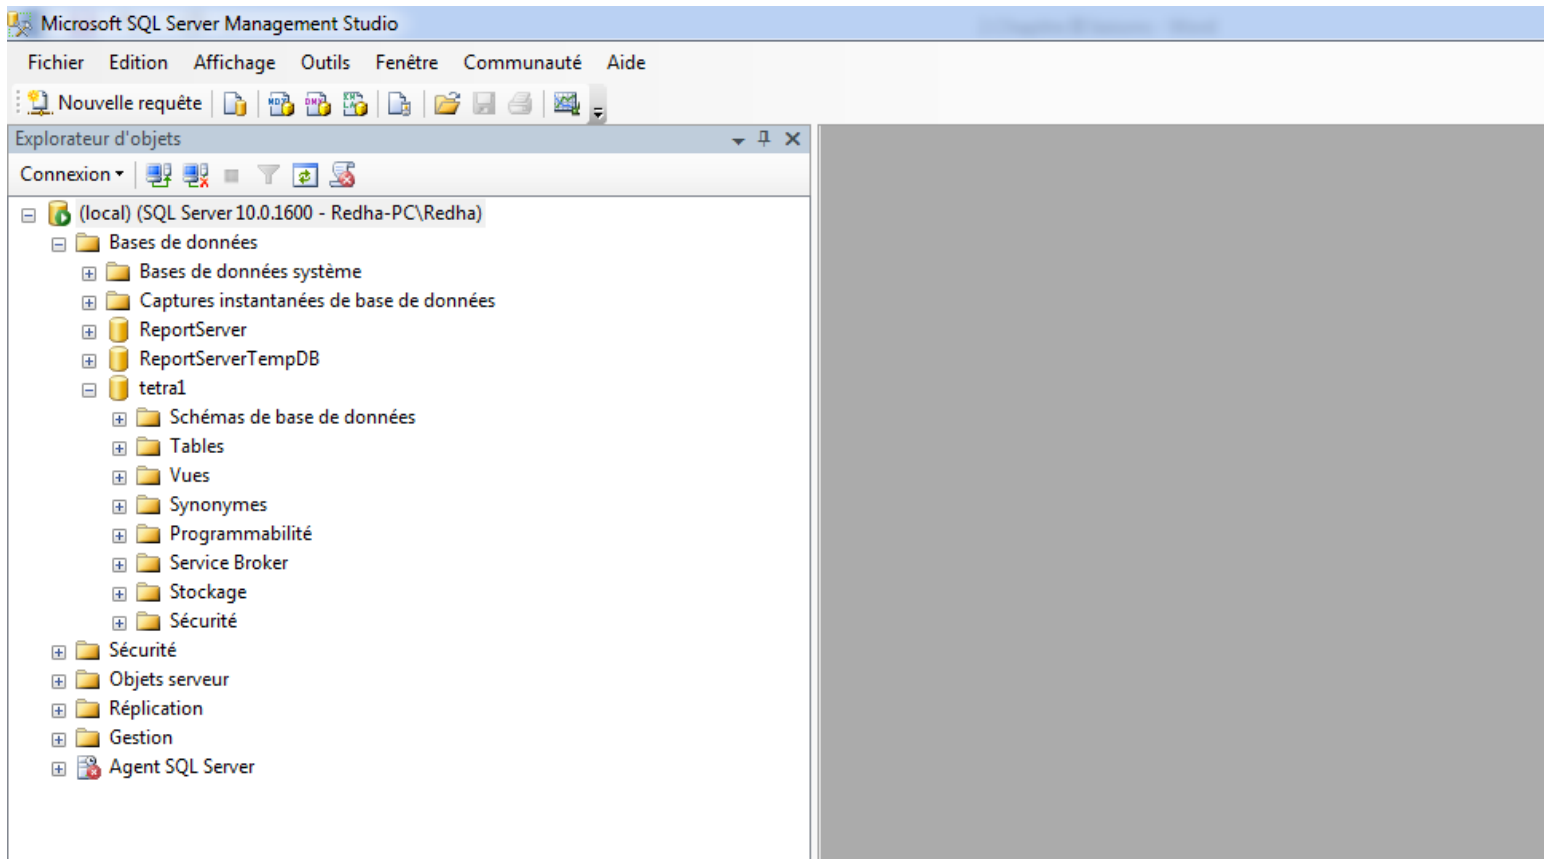 Microsoft SQL Server Management Studio
Fichier Edition Affichage Outils Fenêtre Communauté Aide
Nouvelle requête
Explorateur d'objets
Connexion
(local) (SQL Server 10.0.1600 - Redha-PC\Redha)
Bases de données
Bases de données système
Captures instantanées de base de données
ReportServer
ReportServerTempDB
tetra1
Schémas de base de données
Tables
Vues
Synonymes
Programmabilité
Service Broker
Stockage
Sécurité
Sécurité
Objets serveur
Réplication
Gestion
Agent SQL Server